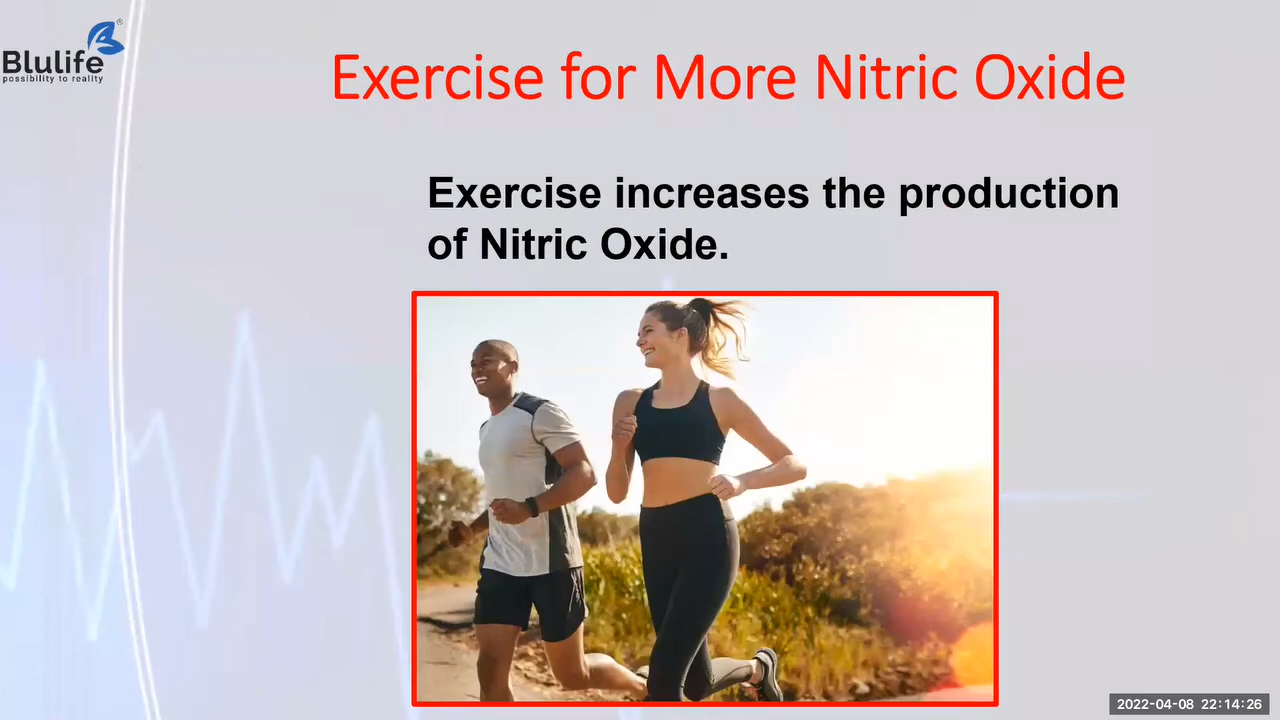 Blulife®
possibility to reality
Exercise for More Nitric Oxide
Exercise increases the production
of Nitric Oxide.
2022-04-08 22:14:26